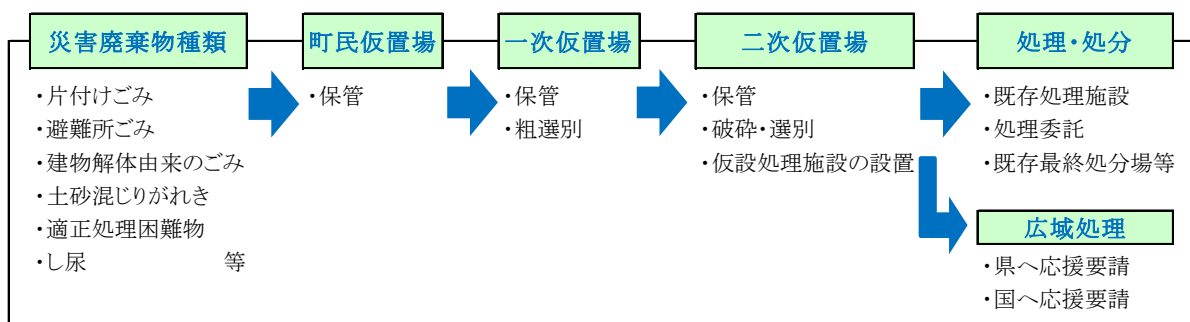 災害廃棄物種類
・片付けごみ
・避難所ごみ
・建物解体由来のごみ
・土砂混じりがれき
・適正処理困難物
・し尿　　　　　　等
町民仮置場
・保管
一次仮置場
・保管
・粗選別
二次仮置場
・保管
・破砕・選別
・仮設処理施設の設置
処理・処分
・既存処理施設
・処理委託
・既存最終処分場等
広域処理
・県へ応援要請
・国へ応援要請